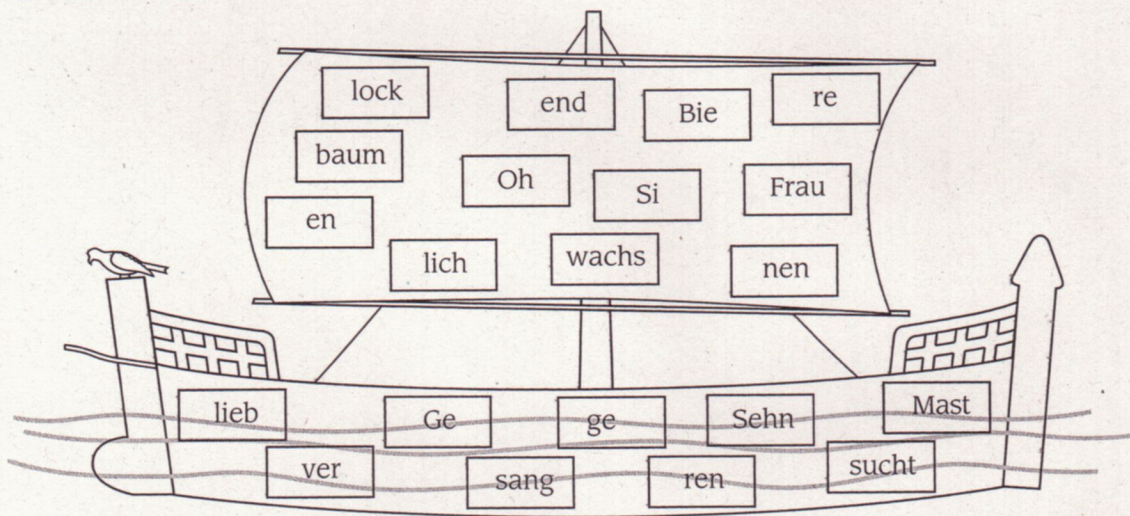 lock
end
Bie
re
baum
Oh
Si
Frau
en
lich
wachs
nen
lieb
Ge
ge
Sehn
Mast
ver
sang
ren
sucht